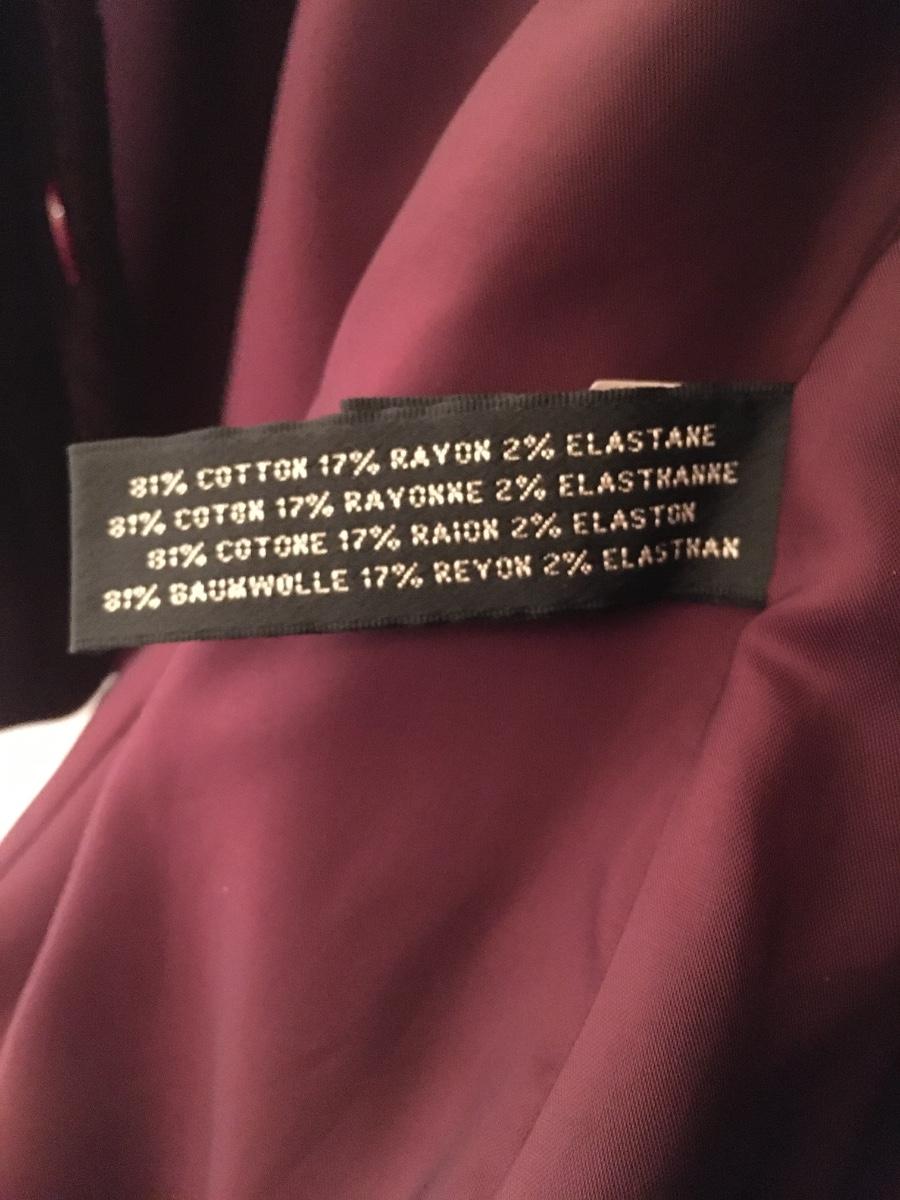 81% COTTON 17% RAYON 2% ELASTANE
81% COTON 17% RAYONNE 2% ELASTHANNE
81% COTONE 17% RAION 2% ELASTON
81% BAUMWOLLE 17% REYON 2% ELASTHAN